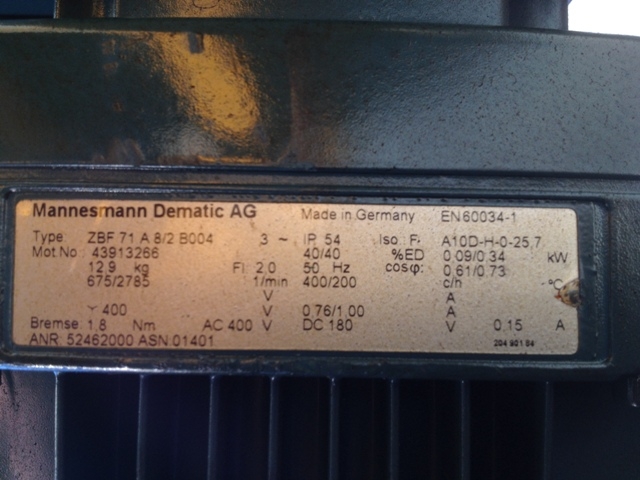 Mannesmann Dematic AG Made in Germany EN60034-1
Type ZBF 71 A 8/2 B004 3 ~ IP 54 Iso. F. A10D-H-0-25,7
Mot No 43913266 40/40 %ED 0,09/0.34 kW
12,9 kg FI 2.0 50 Hz cosφ: 0,61/0.73
675/2785 1/min 400/200 c/h °C
V A
Y 400 V 0.76/1.00 A
Bremse 1.8 Nm AC 400 V DC 180 V 0.15 A
ANR: 52462000 ASN 01401 204 901 84